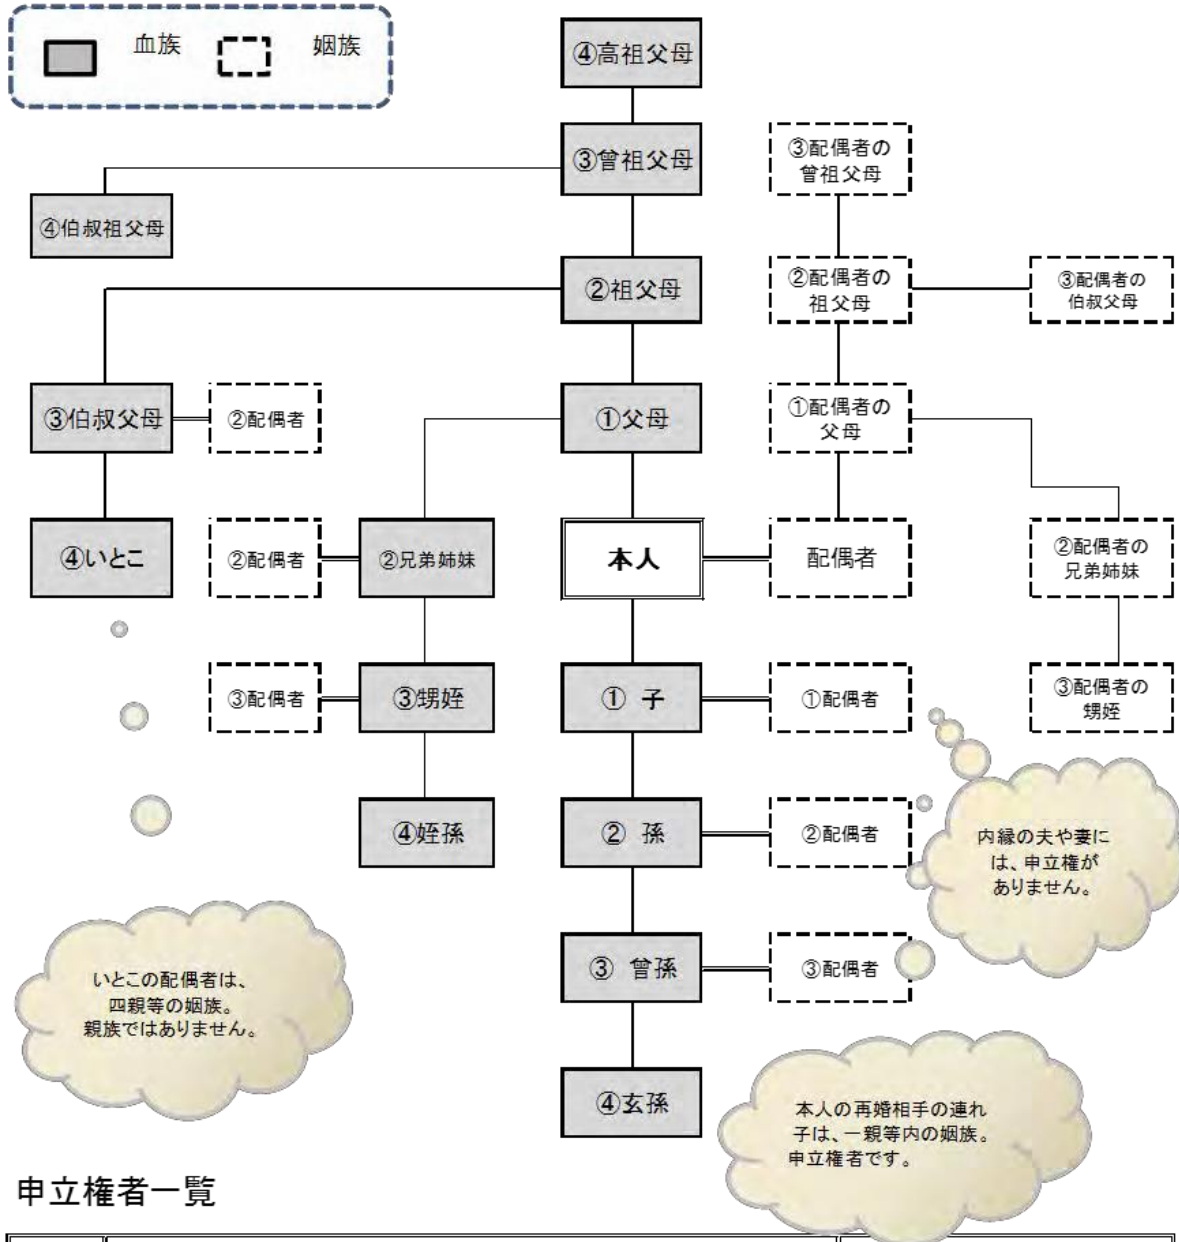 血族
姻族
④高祖父母
③曾祖父母
③配偶者の
曾祖父母
④伯叔祖父母
②祖父母
②配偶者の
祖父母
③配偶者の
伯叔父母
③伯叔父母
②配偶者
①父母
①配偶者の
父母
④いとこ
②配偶者
②兄弟姉妹
本人
配偶者
②配偶者の
兄弟姉妹
③配偶者
③甥姪
① 子
①配偶者
③配偶者の
甥姪
④姪孫
② 孫
②配偶者
内縁の夫や妻に
は、申立権が
ありません。
いとこの配偶者は、
四親等の姻族。
親族ではありません。
③ 曾孫
③配偶者
④玄孫
本人の再婚相手の連れ
子は、一親等内の姻族。
申立権者です。
申立権者一覧